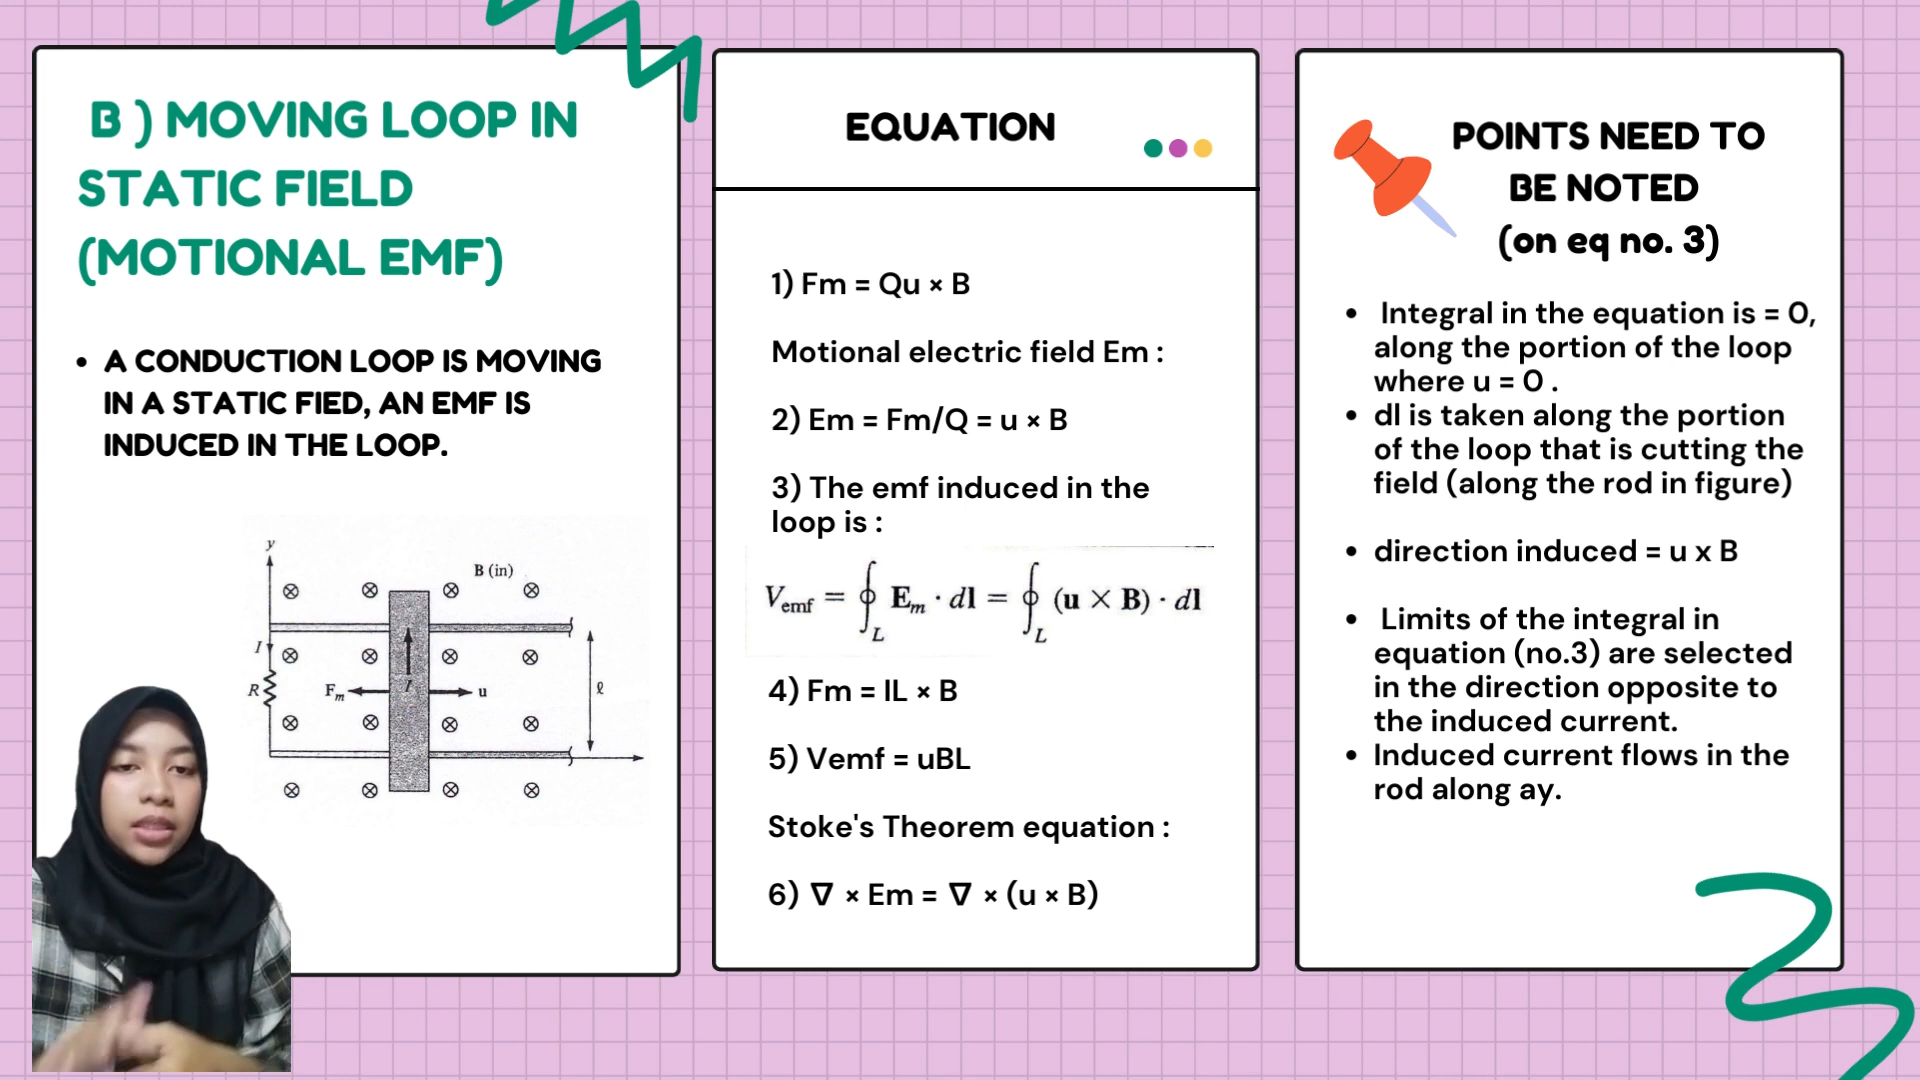 B ) MOVING LOOP IN
STATIC FIELD
(MOTIONAL EMF)
• A CONDUCTION LOOP IS MOVING
IN A STATIC FIED, AN EMF IS
INDUCED IN THE LOOP.
y
B (in)
I
R
Fm
I
u
ℓ
EQUATION
1) Fm = Qu × B
Motional electric field Em :
2) Em = Fm/Q = u × B
3) The emf induced in the
loop is :
Vemf = ∮L Em · dl = ∮L (u × B) · dl
4) Fm = IL × B
5) Vemf = uBL
Stoke's Theorem equation :
6) ∇ × Em = ∇ × (u × B)
POINTS NEED TO
BE NOTED
(on eq no. 3)
• Integral in the equation is = 0,
along the portion of the loop
where u = 0 .
• dl is taken along the portion
of the loop that is cutting the
field (along the rod in figure)
• direction induced = u x B
• Limits of the integral in
equation (no.3) are selected
in the direction opposite to
the induced current.
• Induced current flows in the
rod along ay.